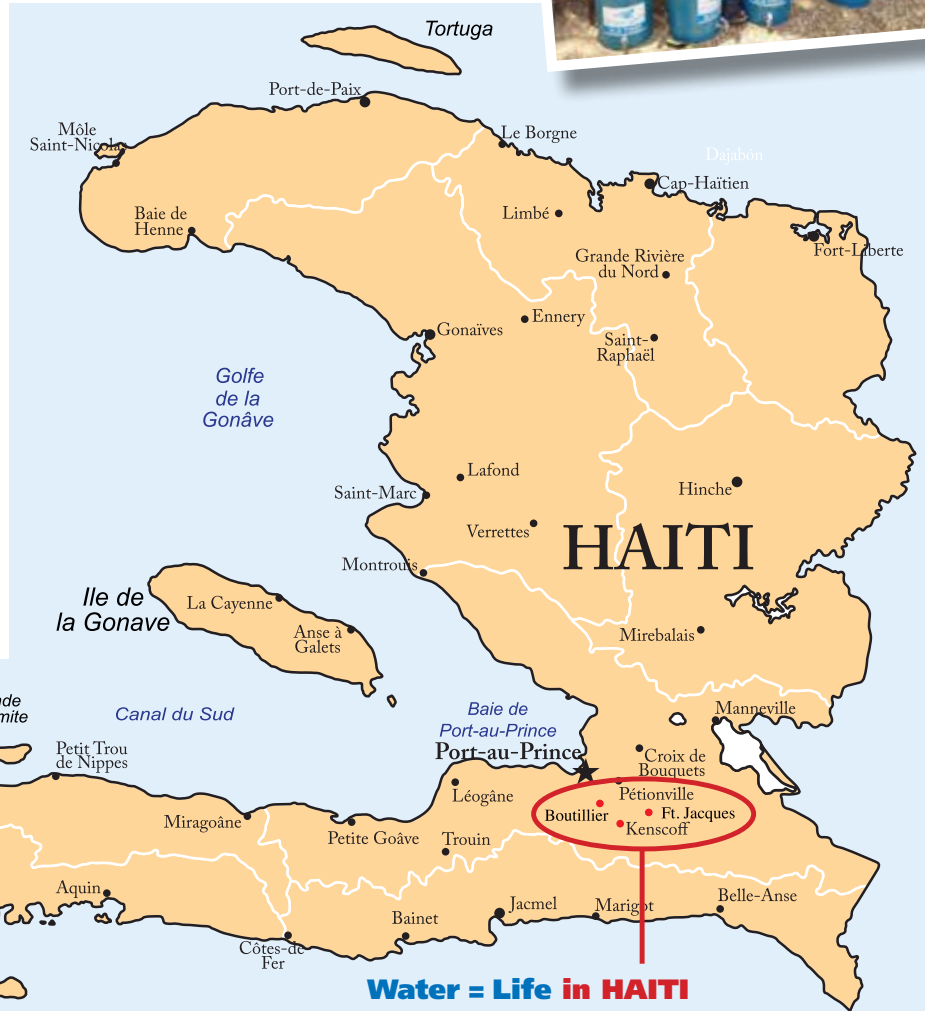 Tortuga
Port-de-Paix
Môle
Saint-Nicolas
Le Borgne
Dajabón
Cap-Haïtien
Baie de
Henne
Limbé
Fort-Liberte
Grande Rivière
du Nord
Ennery
Gonaïves
Saint-
Raphaël
Golfe
de la
Gonâve
Lafond
Saint-Marc
Hinche
Verrettes
HAITI
Montrouis
Ile de
la Gonave
La Cayenne
Anse à
Galets
Mirebalais
Canal du Sud
Baie de
Port-au-Prince
Manneville
Port-au-Prince
Petit Trou
de Nippes
Croix de
Bouquets
Léogâne
Pétionville
Boutillier
Ft. Jacques
Kenscoff
Miragoâne
Petite Goâve
Trouin
Aquin
Belle-Anse
Jacmel
Marigot
Bainet
Côtes-de
Fer
Water = Life in HAITI